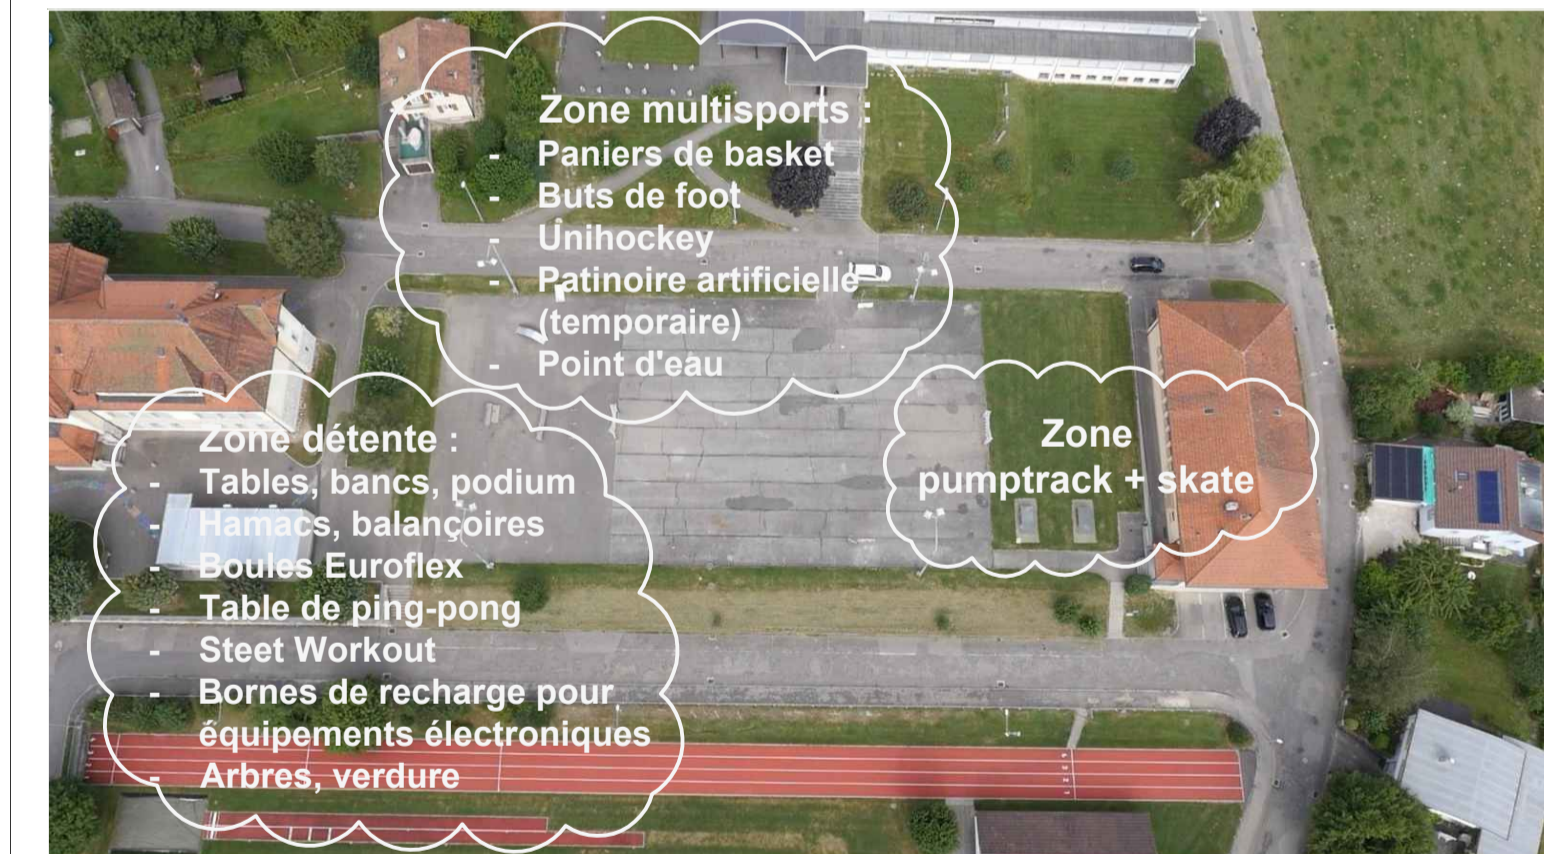 Zone multisports :
- Paniers de basket
- Buts de foot
- Unihockey
- Patinoire artificielle
(temporaire)
- Point d'eau
Zone détente :
- Tables, bancs, podium
- Hamacs, balançoires
- Boules Euroflex
- Table de ping-pong
- Steet Workout
- Bornes de recharge pour
équipements électroniques
- Arbres, verdure
Zone
pumptrack + skate